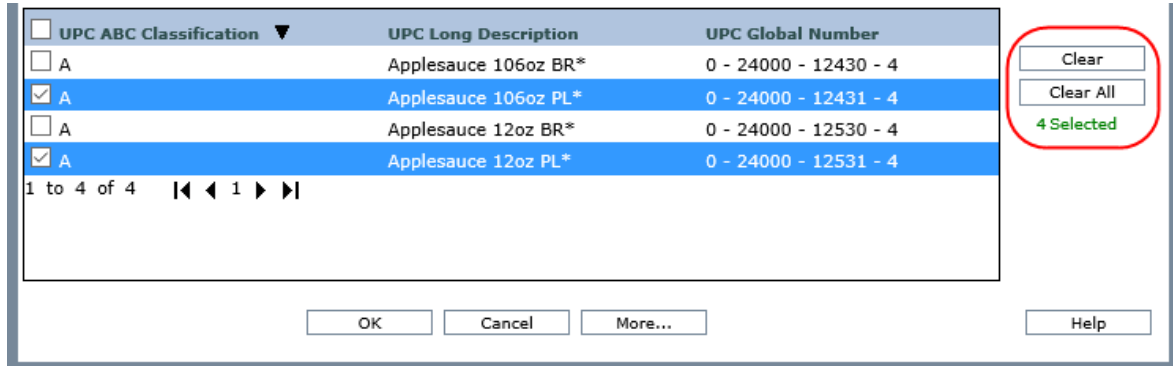 UPC ABC Classification ▼ UPC Long Description UPC Global Number
A Applesauce 106oz BR* 0 - 24000 - 12430 - 4
A Applesauce 106oz PL* 0 - 24000 - 12431 - 4
A Applesauce 12oz BR* 0 - 24000 - 12530 - 4
A Applesauce 12oz PL* 0 - 24000 - 12531 - 4
1 to 4 of 4 1
Clear
Clear All
4 Selected
OK Cancel More... Help